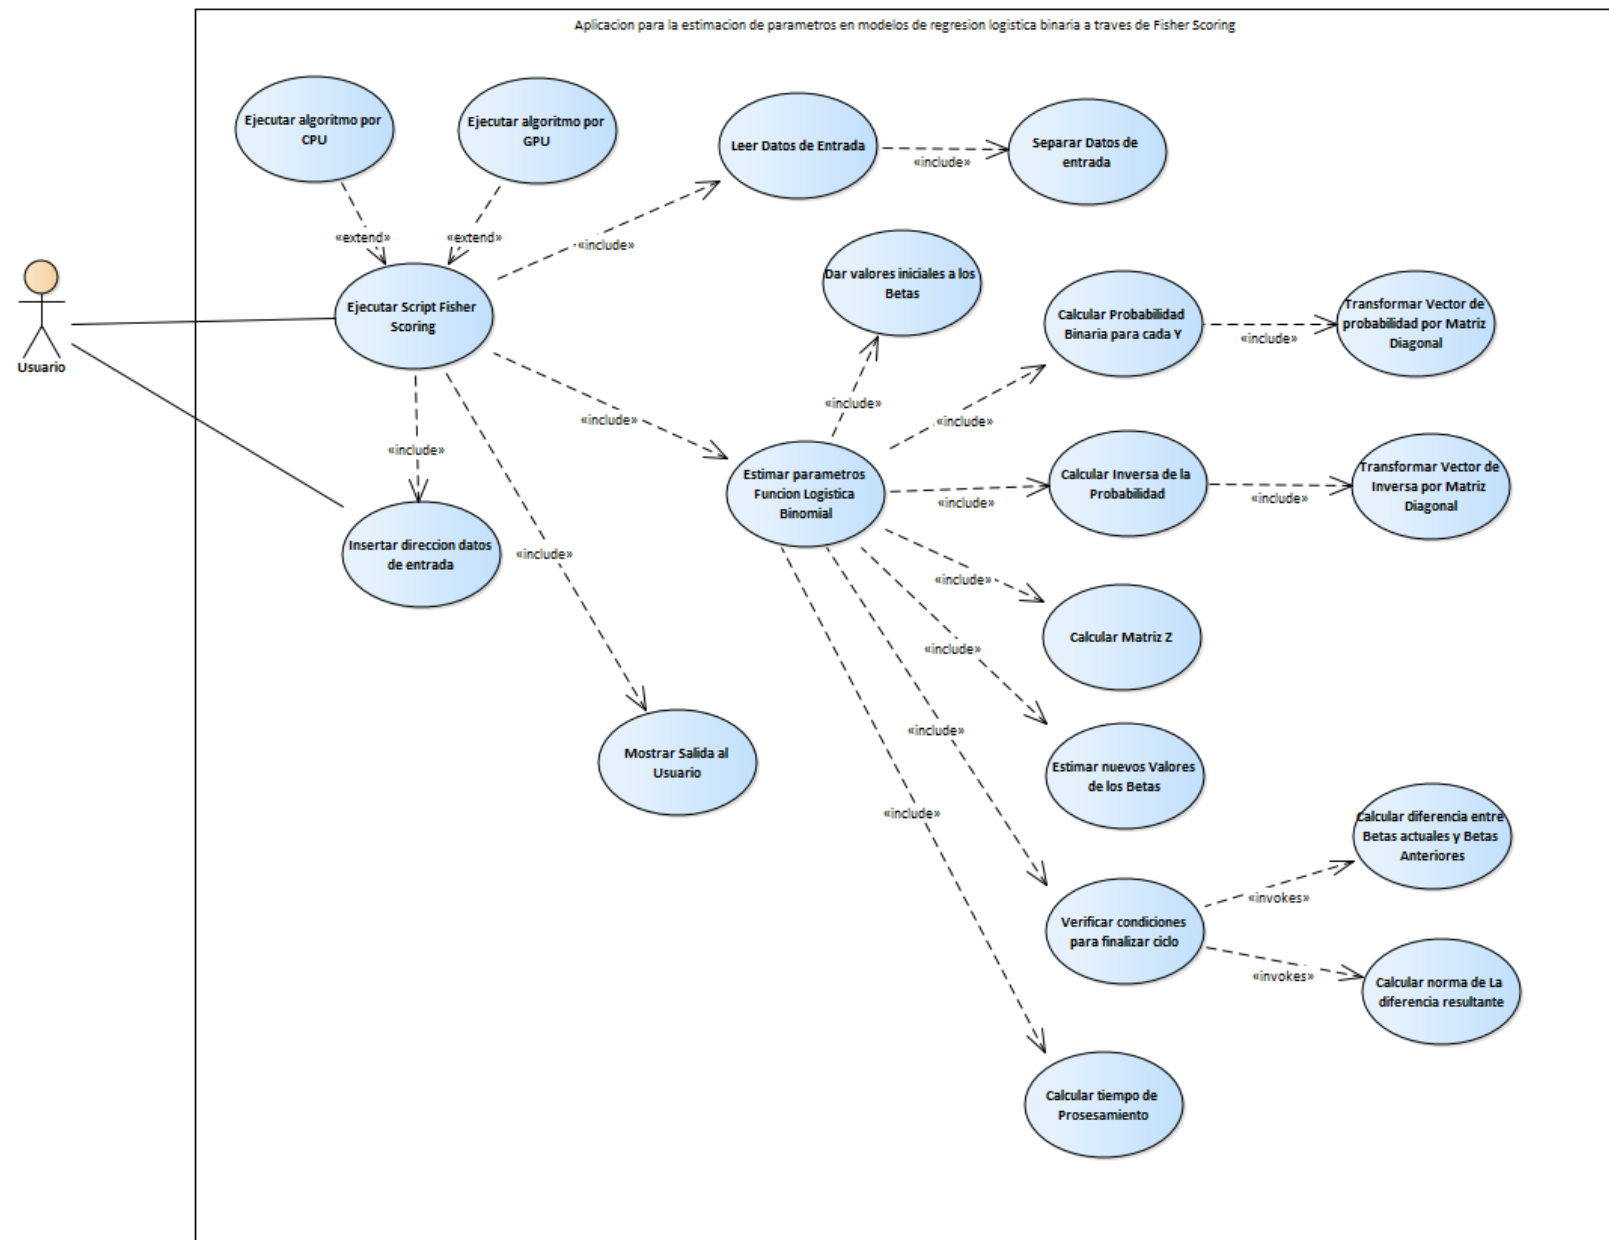 Aplicacion para la estimacion de parametros en modelos de regresion logistica binaria a traves de Fisher Scoring
Ejecutar algoritmo por
CPU
Ejecutar algoritmo por
GPU
Leer Datos de Entrada
«include»
Separar Datos de
entrada
«extend»
«extend»
«include»
Usuario
Ejecutar Script Fisher
Scoring
Dar valores iniciales a los
Betas
Calcular Probabilidad
Binaria para cada Y
«include»
Transformar Vector de
probabilidad por Matriz
Diagonal
«include»
«include»
«include»
«include»
«include»
Estimar parametros
Funcion Logistica
Binomial
«include»
Calcular Inversa de la
Probabilidad
«include»
Transformar Vector de
Inversa por Matriz
Diagonal
Insertar direccion datos
de entrada
«include»
«include»
Calcular Matriz Z
«include»
Mostrar Salida al
Usuario
«include»
Estimar nuevos Valores
de los Betas
«include»
Calcular diferencia entre
Betas actuales y Betas
Anteriores
Verificar condiciones
para finalizar ciclo
«invokes»
«invokes»
Calcular norma de La
diferencia resultante
Calcular tiempo de
Prosesamiento